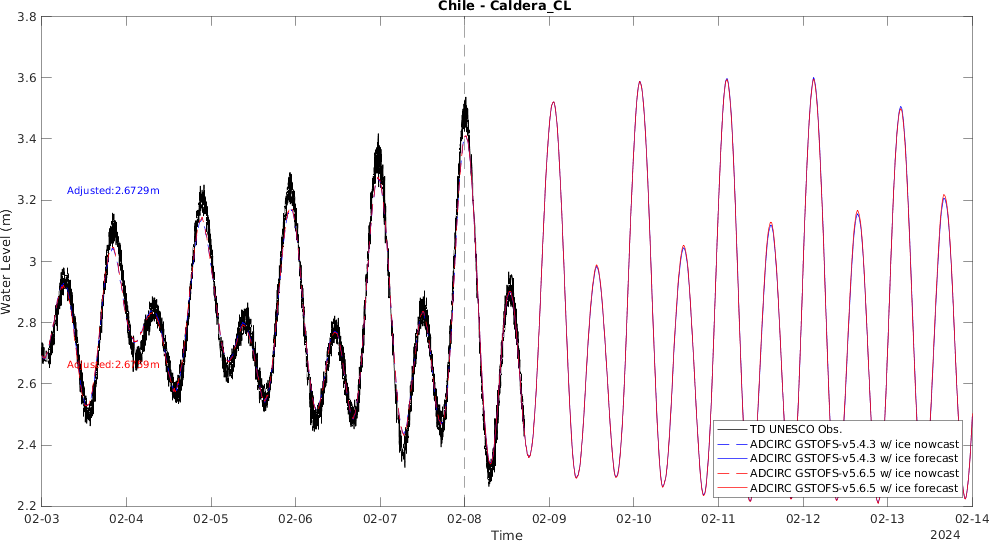 Chile - Caldera_CL
3.8
3.6
3.4
3.2
3
2.8
2.6
2.4
2.2
Water Level (m)
Adjusted:2.6729m
TD UNESCO Obs.
ADCIRC GSTOFS-v5.4.3 w/ ice nowcast
ADCIRC GSTOFS-v5.4.3 w/ ice forecast
ADCIRC GSTOFS-v5.6.5 w/ ice nowcast
ADCIRC GSTOFS-v5.6.5 w/ ice forecast
02-03 02-04 02-05 02-06 02-07 02-08 02-09 02-10 02-11 02-12 02-13 02-14
Time
2024